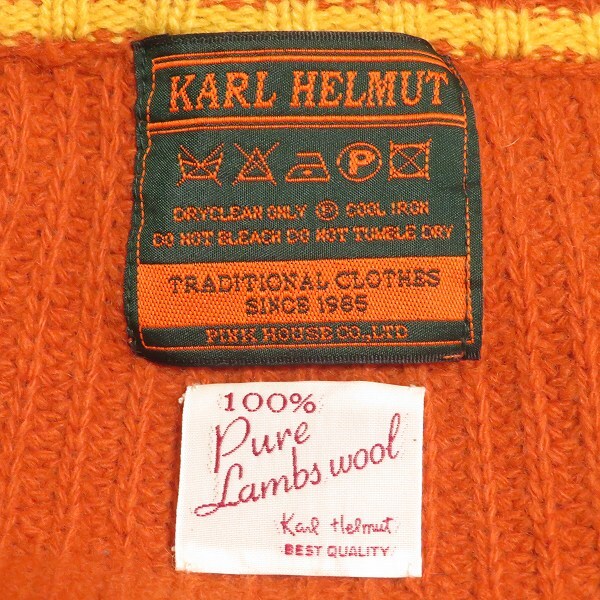 KARL HELMUT
P
DRYCLEAN ONLY Ⓟ COOL IRON
DO NOT BLEACH DO NOT TUMBLE DRY
TRADITIONAL CLOTHES
SINCE 1985
PINK HOUSE CO.,LTD
100%
Pure
Lambs wool
Karl Helmut
BEST QUALITY